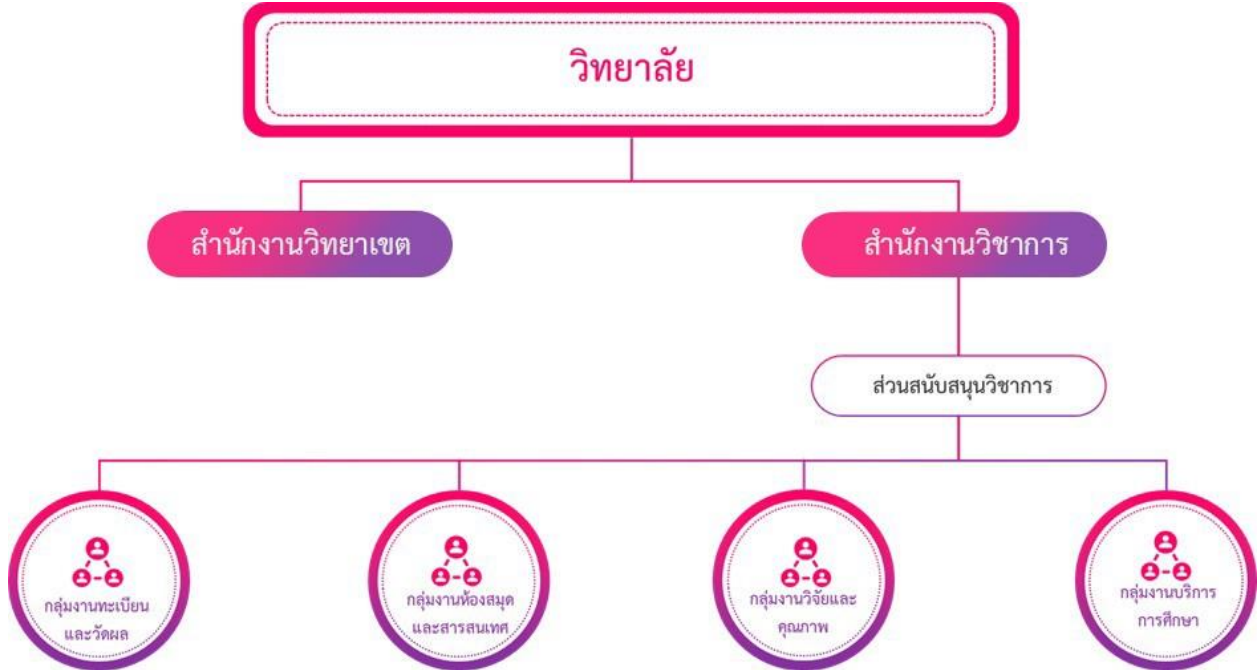 วิทยาลัย
สำนักงานวิทยาเขต
สำนักงานวิชาการ
ส่วนสนับสนุนวิชาการ
กลุ่มงานทะเบียน
และวัดผล
กลุ่มงานห้องสมุด
และสารสนเทศ
กลุ่มงานวิจัยและ
คุณภาพ
กลุ่มงานบริการ
การศึกษา